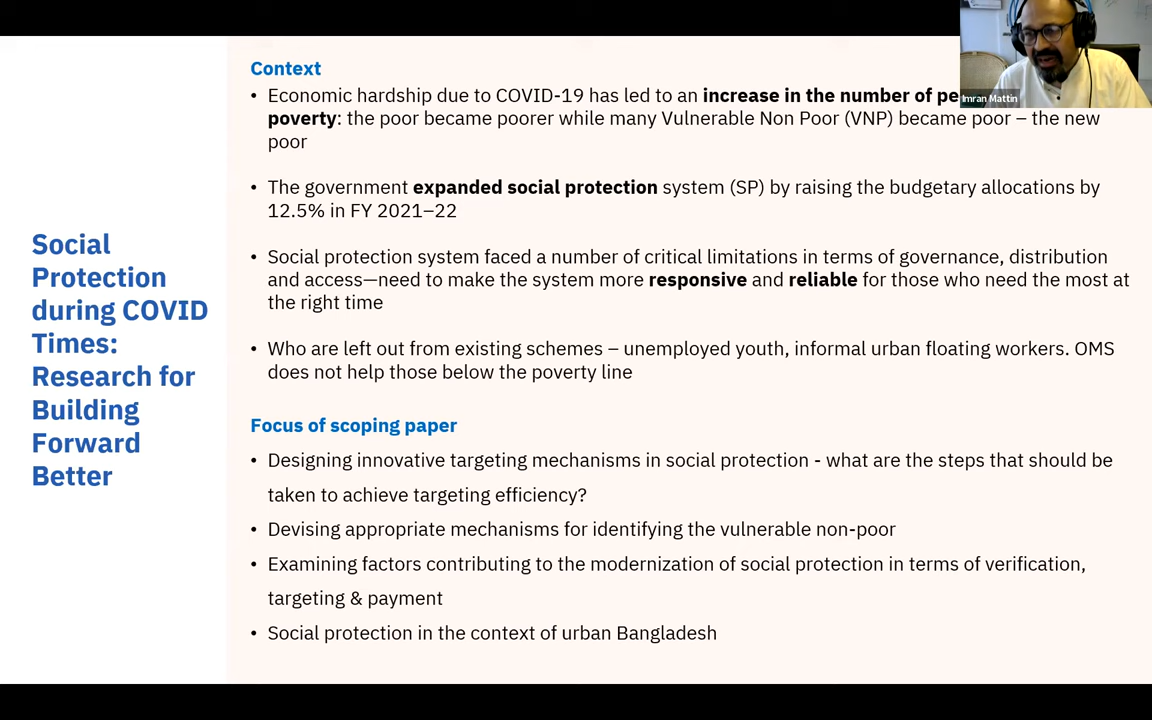 Social
Protection
during COVID
Times:
Research for
Building
Forward
Better
Context
• Economic hardship due to COVID-19 has led to an increase in the number of pe
poverty: the poor became poorer while many Vulnerable Non Poor (VNP) became poor – the new
poor
• The government expanded social protection system (SP) by raising the budgetary allocations by
12.5% in FY 2021–22
• Social protection system faced a number of critical limitations in terms of governance, distribution
and access—need to make the system more responsive and reliable for those who need the most at
the right time
• Who are left out from existing schemes – unemployed youth, informal urban floating workers. OMS
does not help those below the poverty line
Focus of scoping paper
• Designing innovative targeting mechanisms in social protection - what are the steps that should be
taken to achieve targeting efficiency?
• Devising appropriate mechanisms for identifying the vulnerable non-poor
• Examining factors contributing to the modernization of social protection in terms of verification,
targeting & payment
• Social protection in the context of urban Bangladesh
Imran Mattin